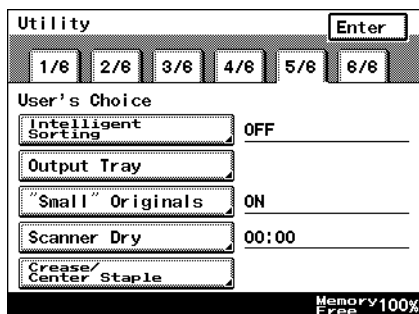 Utility
Enter
1/6 2/6 3/6 4/6 5/6 6/6
User's Choice
Intelligent
Sorting
OFF
Output Tray
"Small" Originals
ON
Scanner Dry
00:00
Crease/
Center Staple
Memory
Free
100%